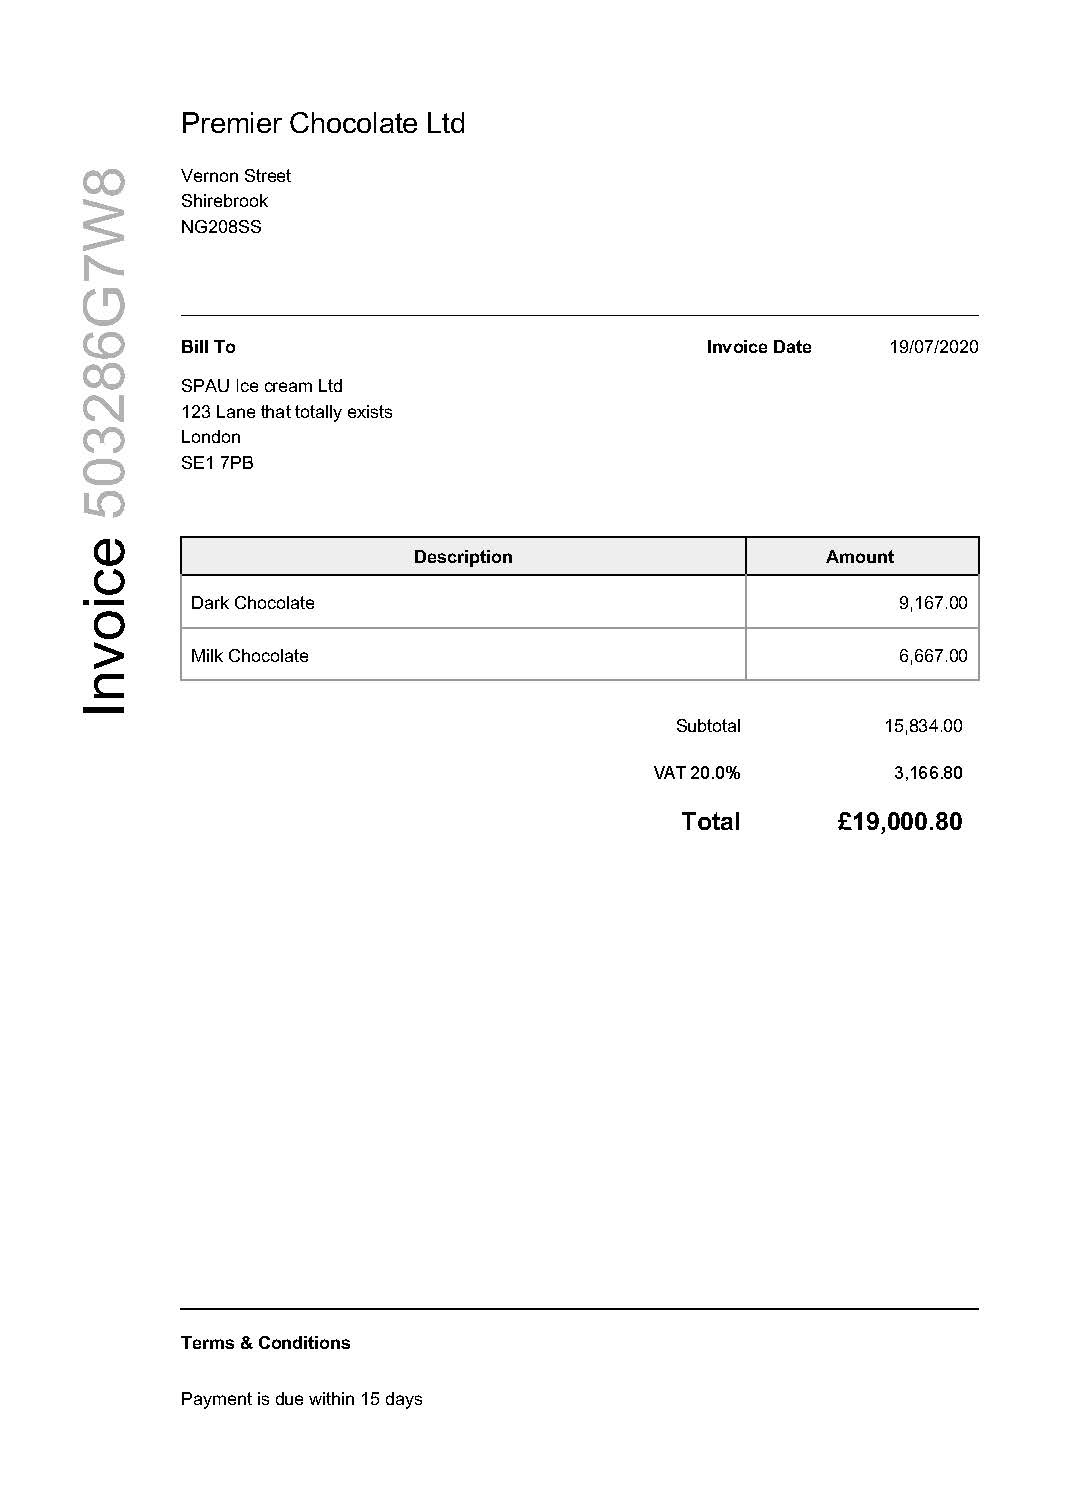 Premier Chocolate Ltd
Vernon Street
Shirebrook
NG208SS
Invoice 503286G7W8
Bill To
Invoice Date 19/07/2020
SPAU Ice cream Ltd
123 Lane that totally exists
London
SE1 7PB
Description Amount
Dark Chocolate 9,167.00
Milk Chocolate 6,667.00
Subtotal 15,834.00
VAT 20.0% 3,166.80
Total £19,000.80
Terms & Conditions
Payment is due within 15 days